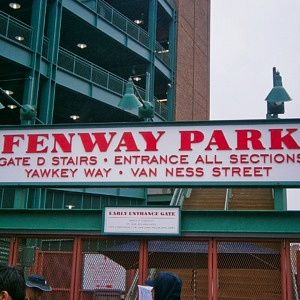 FENWAY PARK
GATE D STAIRS • ENTRANCE ALL SECTIONS
YAWKEY WAY • VAN NESS STREET
EARLY ENTRANCE GATE